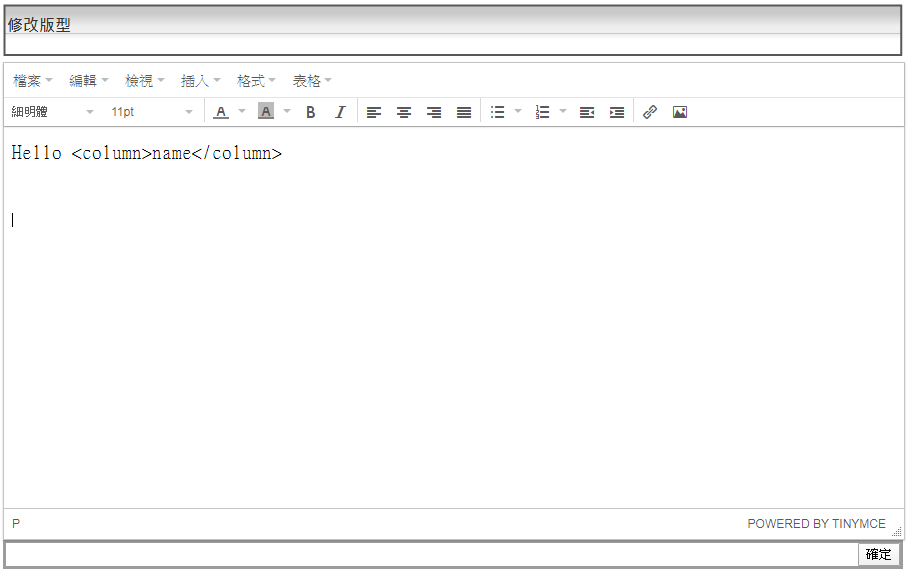 修改版型
檔案 編輯 檢視 插入 格式 表格
細明體 11pt A A B I
Hello <column>name</column>
P POWERED BY TINYMCE
確定